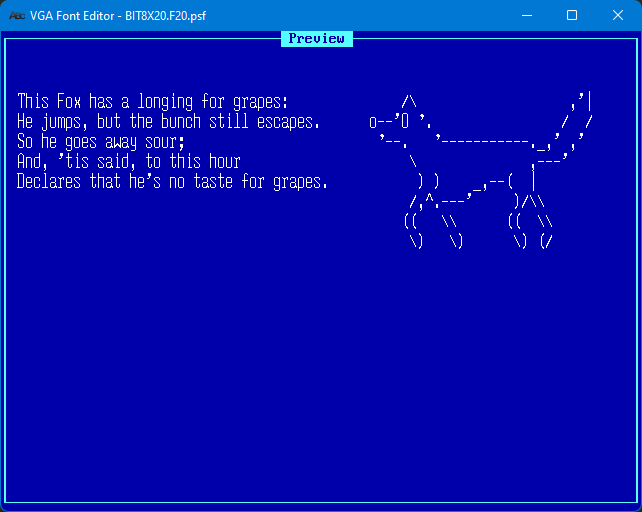 VGA Font Editor - BIT8X20.F20.psf
Preview
This Fox has a longing for grapes:
He jumps, but the bunch still escapes.
So he goes away sour;
And, 'tis said, to this hour
Declares that he's no taste for grapes.